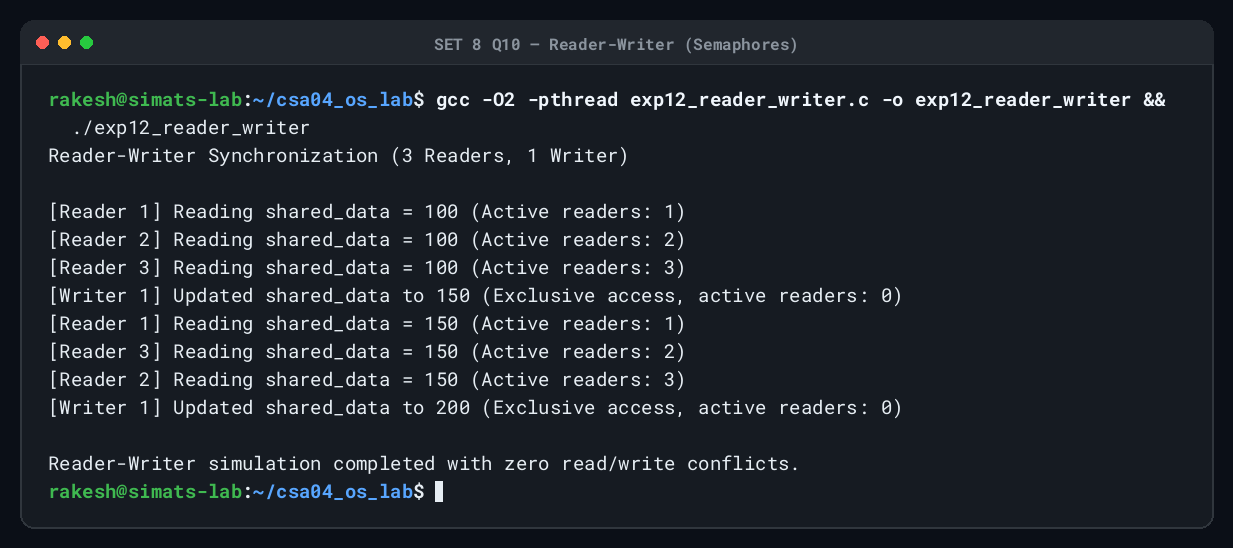 SET 8 Q10 — Reader-Writer (Semaphores)
rakesh@simats-lab:~/csa04_os_lab$ gcc -O2 -pthread exp12_reader_writer.c -o exp12_reader_writer &&
./exp12_reader_writer
Reader-Writer Synchronization (3 Readers, 1 Writer)
[Reader 1] Reading shared_data = 100 (Active readers: 1)
[Reader 2] Reading shared_data = 100 (Active readers: 2)
[Reader 3] Reading shared_data = 100 (Active readers: 3)
[Writer 1] Updated shared_data to 150 (Exclusive access, active readers: 0)
[Reader 1] Reading shared_data = 150 (Active readers: 1)
[Reader 3] Reading shared_data = 150 (Active readers: 2)
[Reader 2] Reading shared_data = 150 (Active readers: 3)
[Writer 1] Updated shared_data to 200 (Exclusive access, active readers: 0)
Reader-Writer simulation completed with zero read/write conflicts.
rakesh@simats-lab:~/csa04_os_lab$